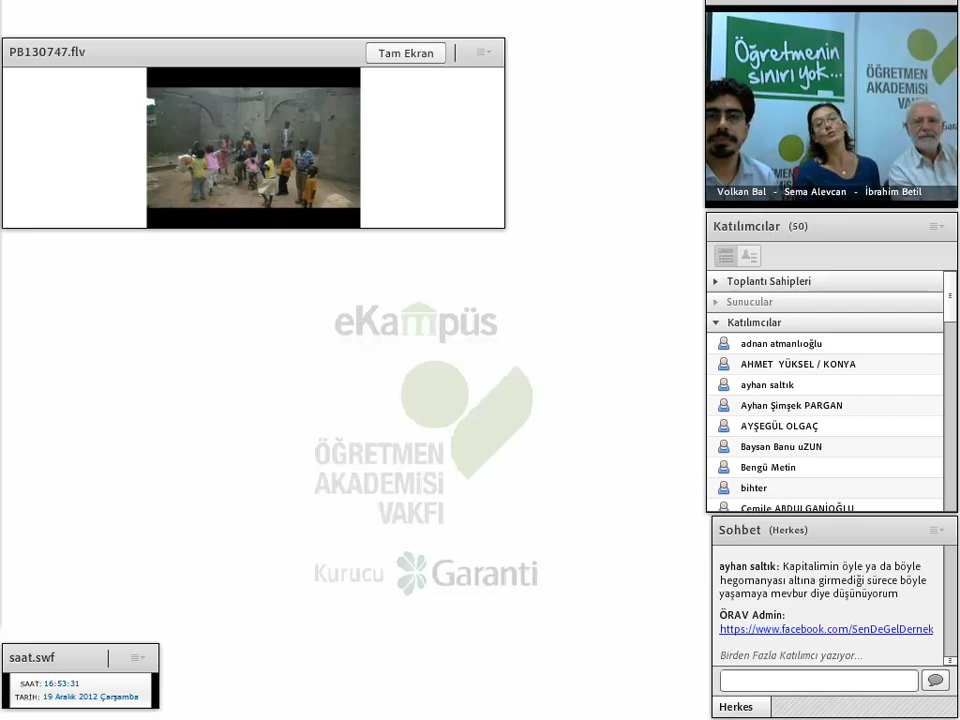 PB130747.flv
Tam Ekran
Öğretmenin
sınırı yok...
ÖĞRETMEN
AKADEMİSİ
Garanti
Volkan Bal - Sema Alevcan - İbrahim Betil
Katılımcılar (50)
Toplantı Sahipleri
Sunucular
Katılımcılar
adnan atmanlıoğlu
AHMET YÜKSEL / KONYA
ayhan saltık
Ayhan Şimşek PARGAN
AYŞEGÜL OLGAÇ
Baysan Banu uZUN
Bengü Metin
bihter
Cemile ABDULGANİOĞLU
eKampüs
ÖĞRETMEN
AKADEMİSİ
VAKFI
Kurucu Garanti
Sohbet (Herkes)
ayhan saltık: Kapitalimin öyle ya da böyle
hegomanyası altına girmediği sürece böyle
yaşamaya mevbur diye düşünüyorum
ÖRAV Admin:
https://www.facebook.com/SenDeGelDernek
Birden Fazla Katılımcı yazıyor...
Herkes
saat.swf
SAAT: 16:53:31
TARİH: 19 Aralık 2012 Çarşamba